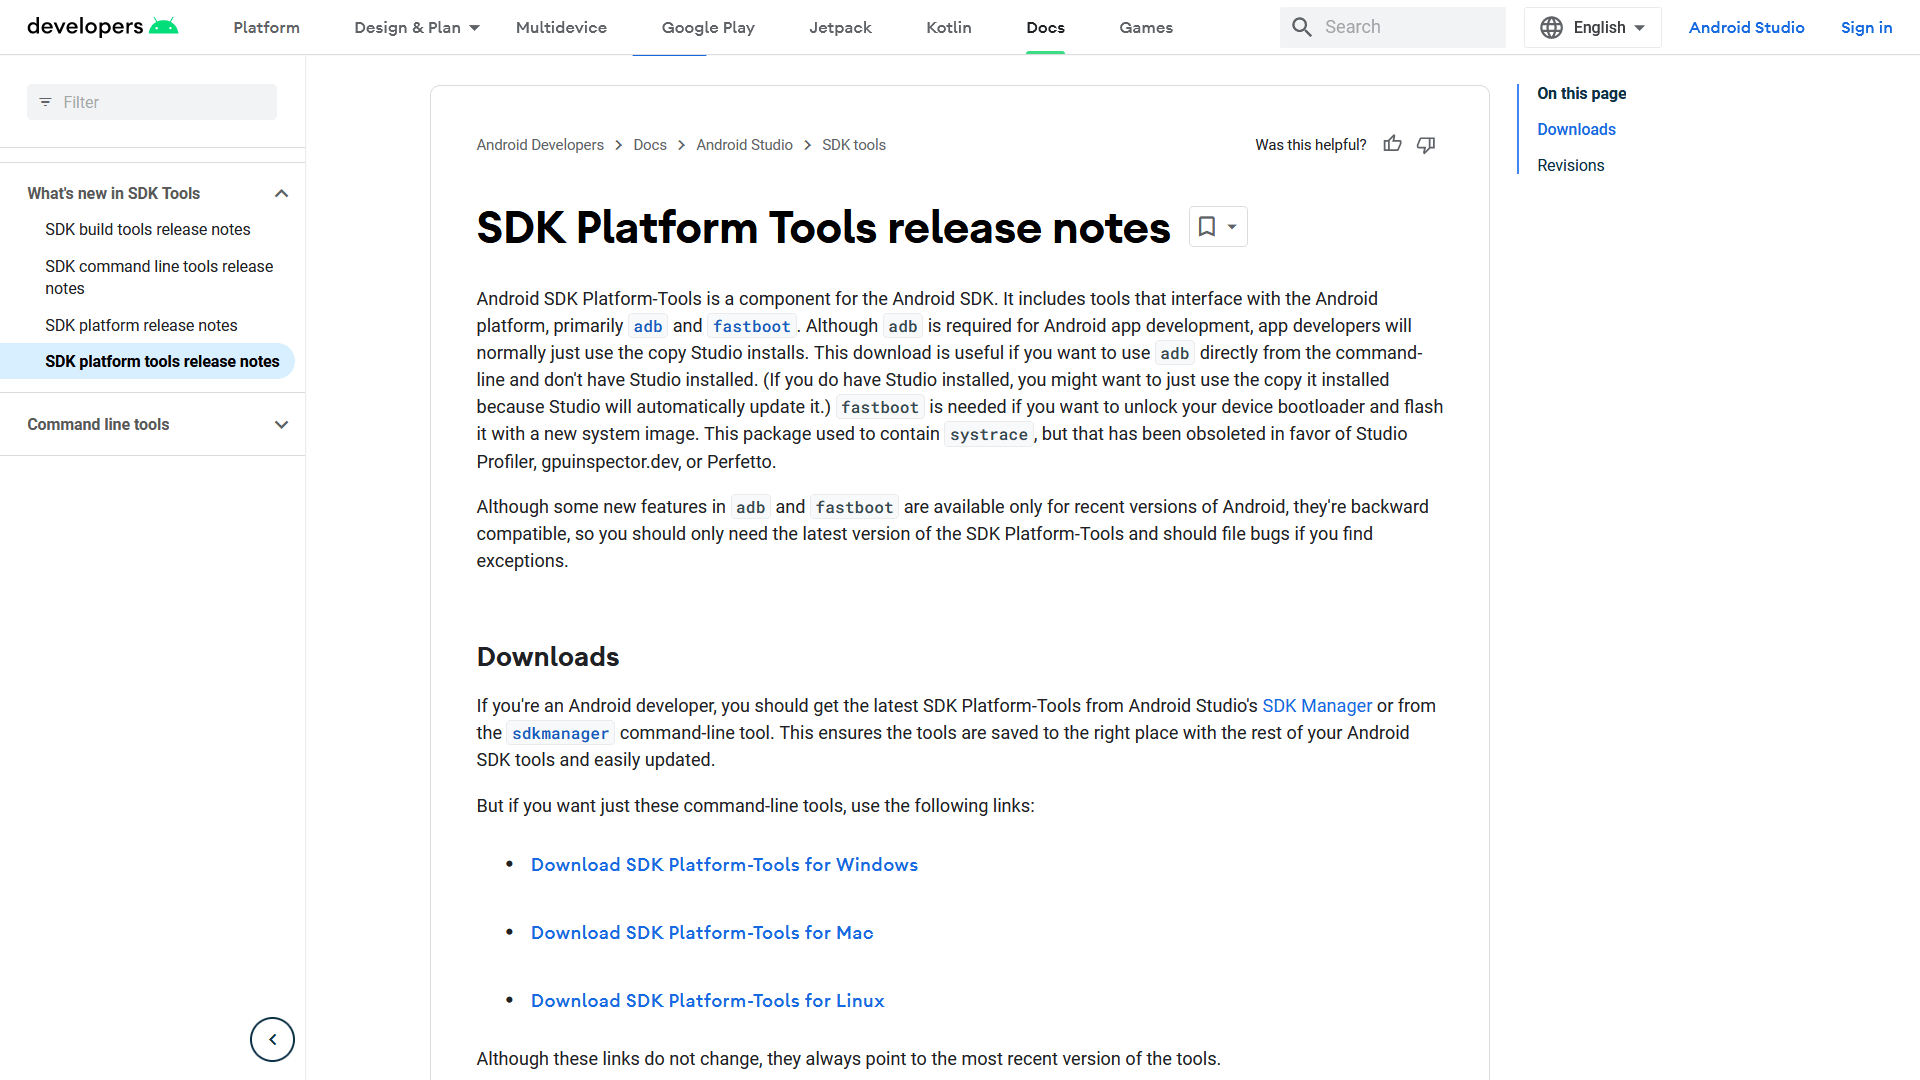 developers
Platform
Design & Plan
Multidevice
Google Play
Jetpack
Kotlin
Docs
Games
Search
English
Android Studio
Sign in
Filter
What's new in SDK Tools
SDK build tools release notes
SDK command line tools release
notes
SDK platform release notes
SDK platform tools release notes
Command line tools
Android Developers
Docs
Android Studio
SDK tools
Was this helpful?
SDK Platform Tools release notes
Android SDK Platform-Tools is a component for the Android SDK. It includes tools that interface with the Android
platform, primarily adb and fastboot. Although adb is required for Android app development, app developers will
normally just use the copy Studio installs. This download is useful if you want to use adb directly from the command-
line and don't have Studio installed. (If you do have Studio installed, you might want to just use the copy it installed
because Studio will automatically update it.) fastboot is needed if you want to unlock your device bootloader and flash
it with a new system image. This package used to contain systrace, but that has been obsoleted in favor of Studio
Profiler, gpuinspector.dev, or Perfetto.
Although some new features in adb and fastboot are available only for recent versions of Android, they're backward
compatible, so you should only need the latest version of the SDK Platform-Tools and should file bugs if you find
exceptions.
Downloads
If you're an Android developer, you should get the latest SDK Platform-Tools from Android Studio's SDK Manager or from
the sdkmanager command-line tool. This ensures the tools are saved to the right place with the rest of your Android
SDK tools and easily updated.
But if you want just these command-line tools, use the following links:
• Download SDK Platform-Tools for Windows
• Download SDK Platform-Tools for Mac
• Download SDK Platform-Tools for Linux
Although these links do not change, they always point to the most recent version of the tools.
On this page
Downloads
Revisions